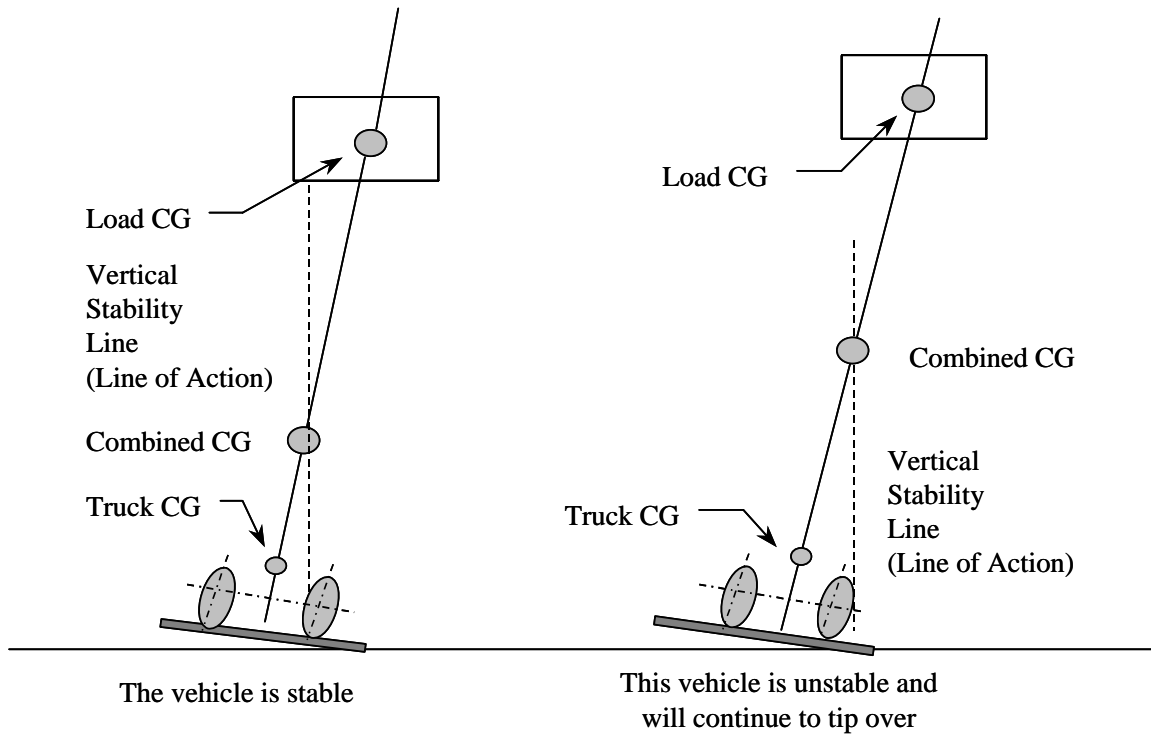 Load CG
Vertical
Stability
Line
(Line of Action)
Combined CG
Truck CG
The vehicle is stable
Load CG
Combined CG
Vertical
Stability
Line
(Line of Action)
Truck CG
This vehicle is unstable and
will continue to tip over